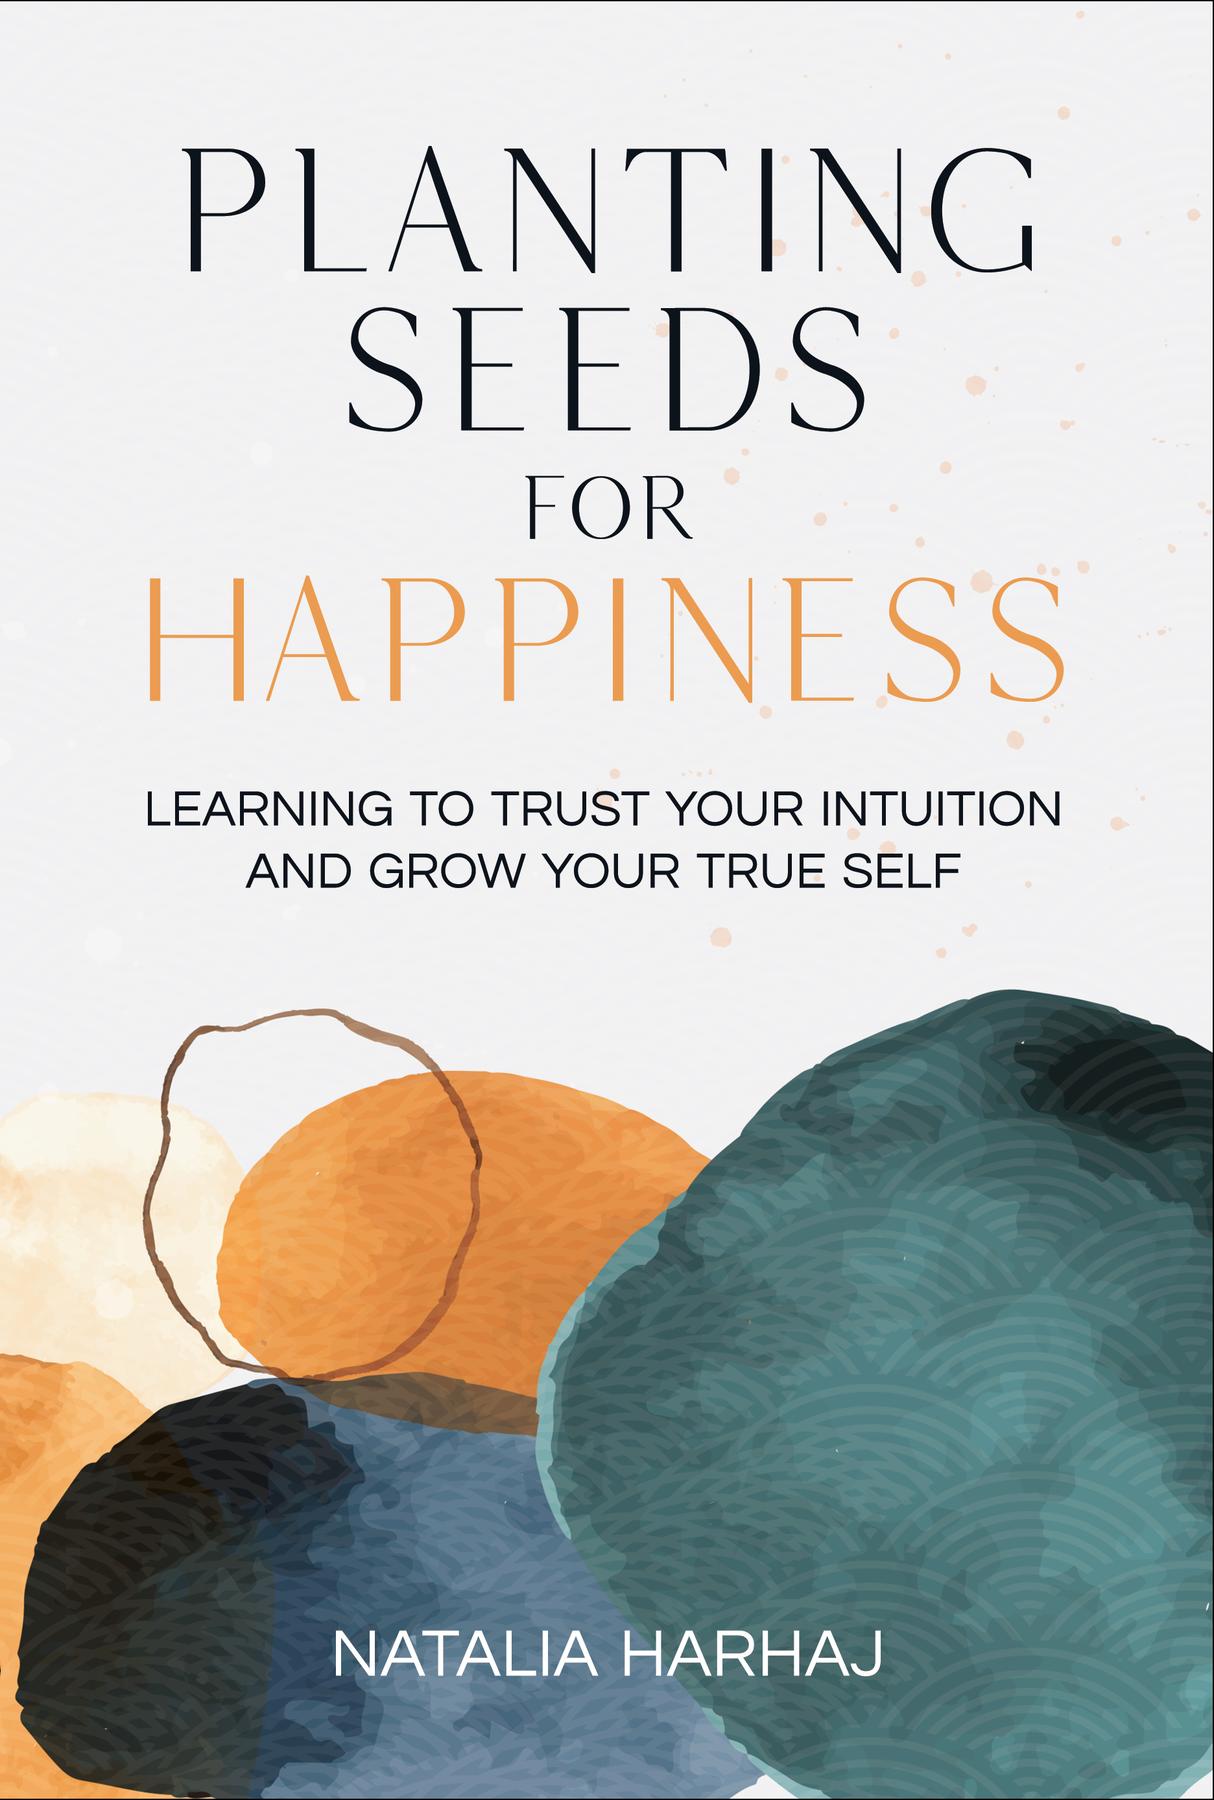 PLANTING
SEEDS
FOR
HAPPINESS
LEARNING TO TRUST YOUR INTUITION
AND GROW YOUR TRUE SELF
NATALIA HARHAJ